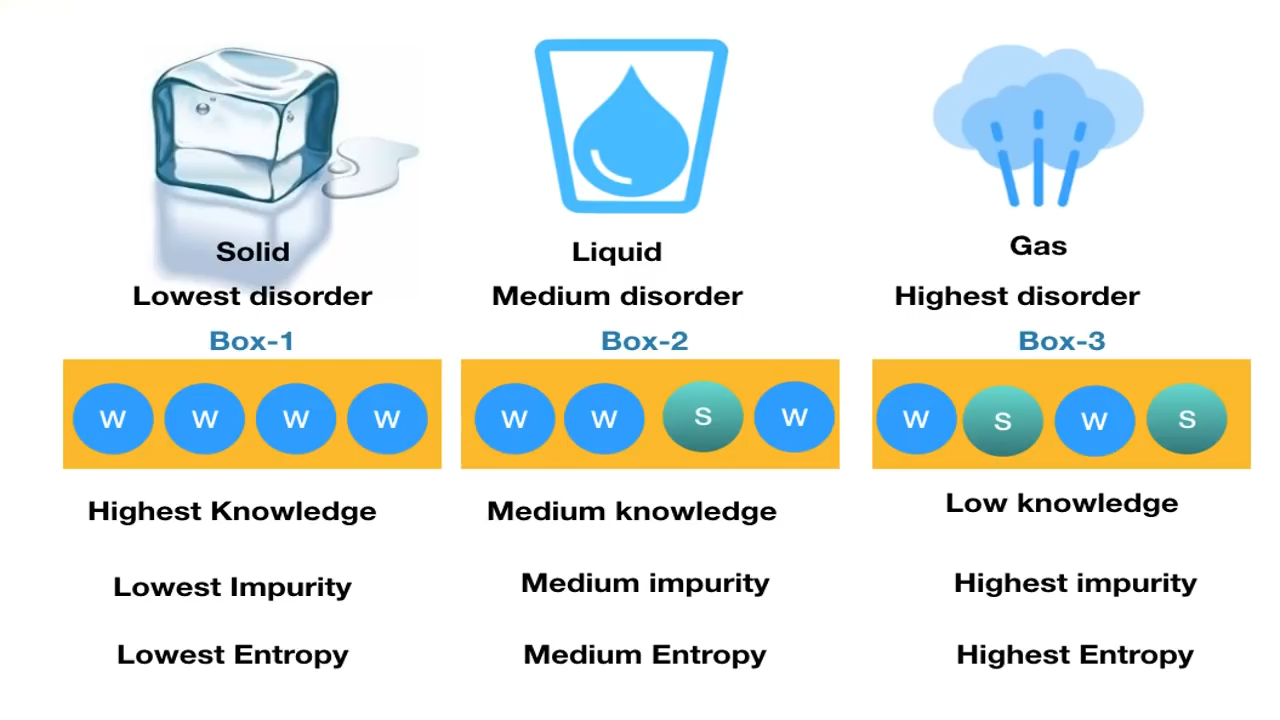 Solid
Liquid
Gas
Lowest disorder
Medium disorder
Highest disorder
Box-1
Box-2
Box-3
W W W W
W W S W
W S W S
Highest Knowledge
Medium knowledge
Low knowledge
Lowest Impurity
Medium impurity
Highest impurity
Lowest Entropy
Medium Entropy
Highest Entropy